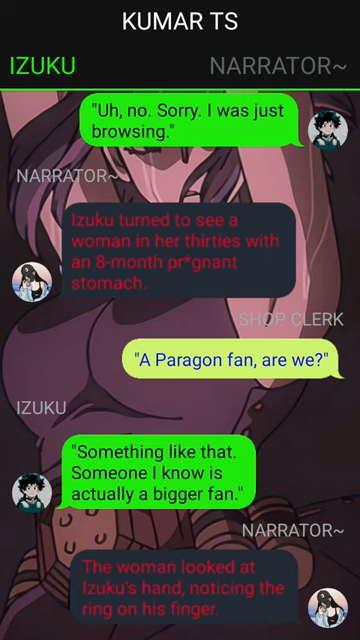 KUMAR TS
IZUKU
NARRATOR~
"Uh, no. Sorry. I was just
browsing."
NARRATOR~
Izuku turned to see a
woman in her thirties with
an 8-month pr*gnant
stomach.
SHOP CLERK
"A Paragon fan, are we?"
IZUKU
"Something like that.
Someone I know is
actually a bigger fan."
NARRATOR~
The woman looked at
Izuku's hand, noticing the
ring on his finger.